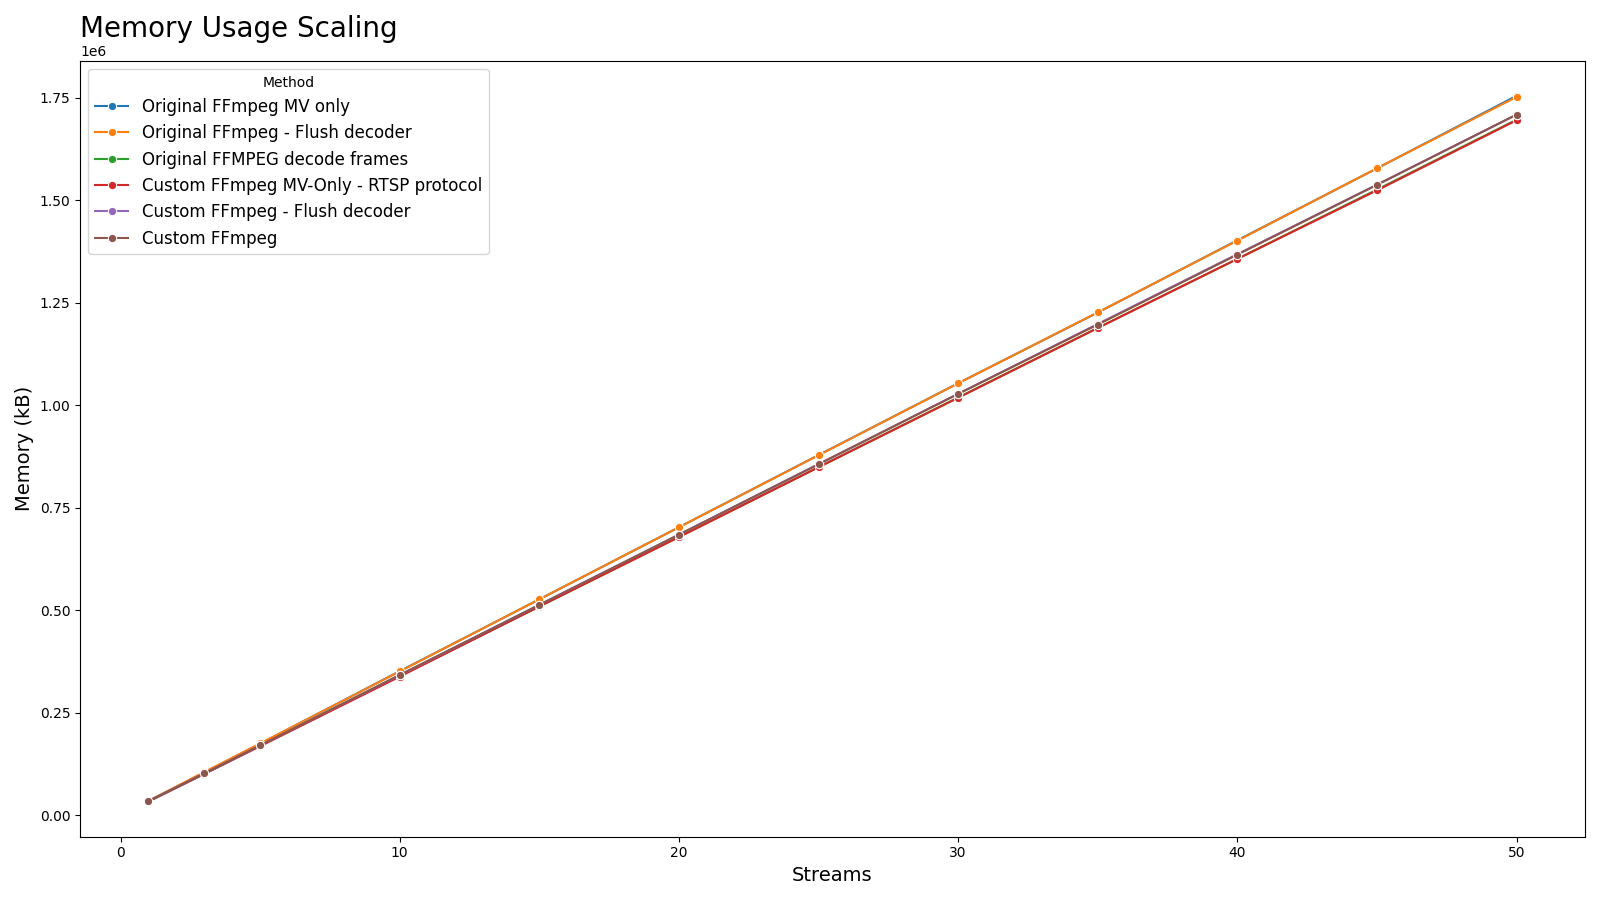 Memory Usage Scaling
1e6
Method
Original FFmpeg MV only
Original FFmpeg - Flush decoder
Original FFMPEG decode frames
Custom FFmpeg MV-Only - RTSP protocol
Custom FFmpeg - Flush decoder
Custom FFmpeg
1.75
1.50
1.25
1.00
0.75
0.50
0.25
0.00
Memory (kB)
0 10 20 30 40 50
Streams